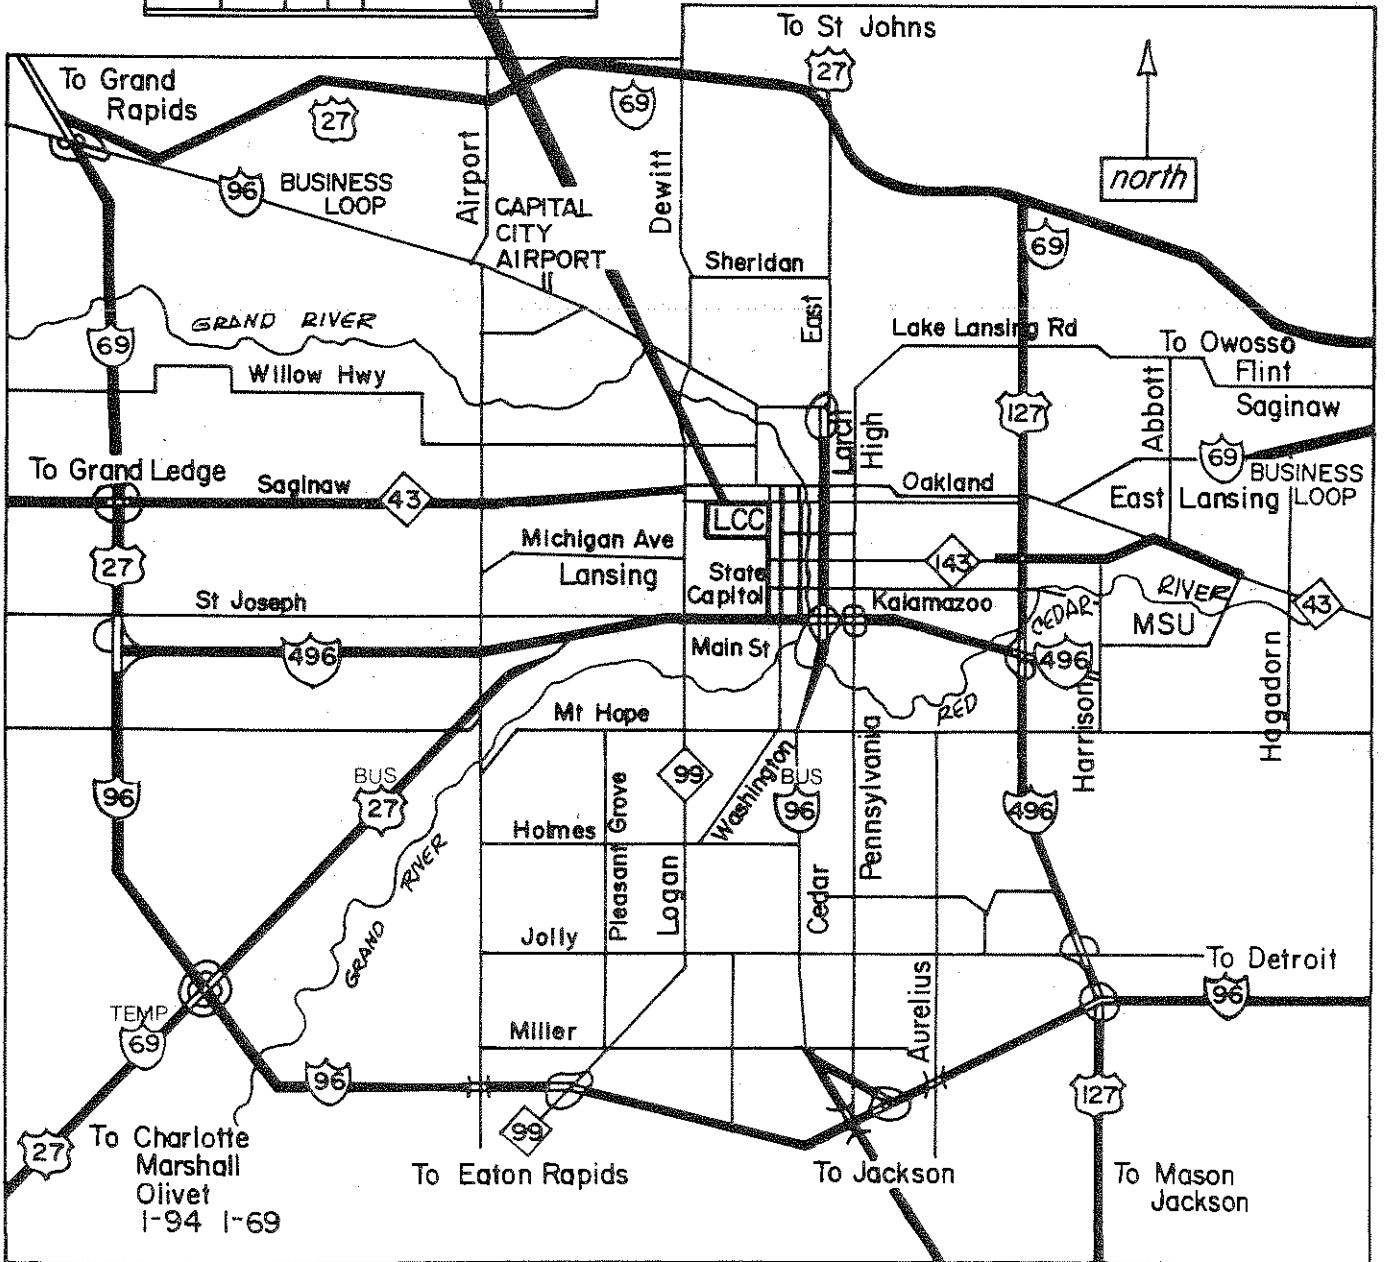 To St Johns
27
To Grand
Rapids
27
69
96
BUSINESS
LOOP
Airport
Dewitt
north
CAPITAL
CITY
AIRPORT
69
Sheridan
East
GRAND RIVER
Lake Lansing Rd
69
To Owosso
Flint
Saginaw
Willow Hwy
127
Abbott
Larch
High
To Grand Ledge
Saginaw
43
Oakland
69
BUSINESS
LOOP
East Lansing
LCC
27
Michigan Ave
Lansing
State
Capitol
143
St Joseph
Kalamazoo
CEDAR
RIVER
43
MSU
496
Main St
496
RED
Mt Hope
Harrison
Hagadorn
96
BUS
27
99
Washington
BUS
96
Pennsylvania
496
Pleasant Grove
Holmes
Logan
Cedar
GRAND RIVER
Jolly
To Detroit
96
TEMP
69
Miller
Aurelius
96
127
99
27
To Charlotte
Marshall
Olivet
I-94 I-69
To Eaton Rapids
To Jackson
To Mason
Jackson